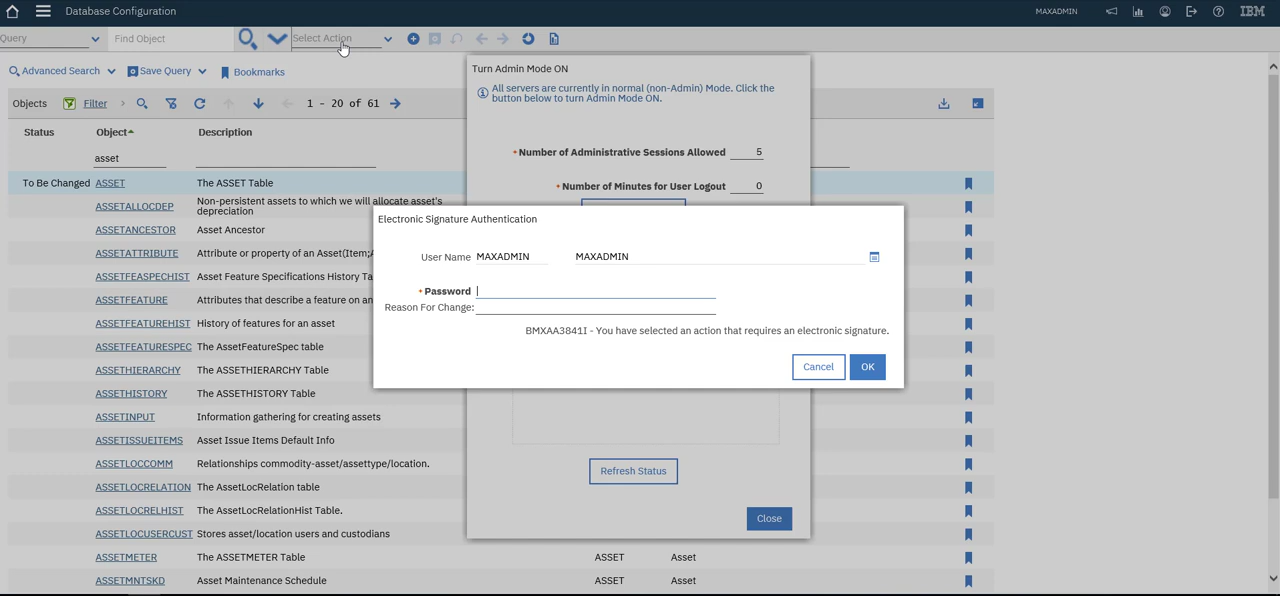 Database Configuration
MAXADMIN
IBM
Query
Find Object
Select Action
Advanced Search
Save Query
Bookmarks
Turn Admin Mode ON
All servers are currently in normal (non-Admin) Mode. Click the
button below to turn Admin Mode ON.
Objects
Filter
1 - 20 of 61
Status
Object
Description
asset
Number of Administrative Sessions Allowed
5
Number of Minutes for User Logout
0
To Be Changed
ASSET
The ASSET Table
ASSETALLOCDEP
Non-persistent assets to which we will allocate asset's
depreciation
Electronic Signature Authentication
User Name
MAXADMIN
MAXADMIN
Password
Reason For Change:
BMXAA3841I - You have selected an action that requires an electronic signature.
Cancel
OK
ASSETANCESTOR
Asset Ancestor
ASSETATTRIBUTE
Attribute or property of an Asset(Item;A
ASSETFEASPECHIST
Asset Feature Specifications History Ta
ASSETFEATURE
Attributes that describe a feature on an
ASSETFEATUREHIST
History of features for an asset
ASSETFEATURESPEC
The AssetFeatureSpec table
ASSETHIERARCHY
The ASSETHIERARCHY Table
ASSETHISTORY
The ASSETHISTORY Table
ASSETINPUT
Information gathering for creating assets
ASSETISSUEITEMS
Asset Issue Items Default Info
ASSETLOCCOMM
Relationships commodity-asset/assettype/location.
ASSETLOCRELATION
The AssetLocRelation table
ASSETLOCRELHIST
The AssetLocRelationHist Table.
ASSETLOCUSERCUST
Stores asset/location users and custodians
ASSETMETER
The ASSETMETER Table
ASSET
Asset
ASSETMNTSKD
Asset Maintenance Schedule
ASSET
Asset
Refresh Status
Close